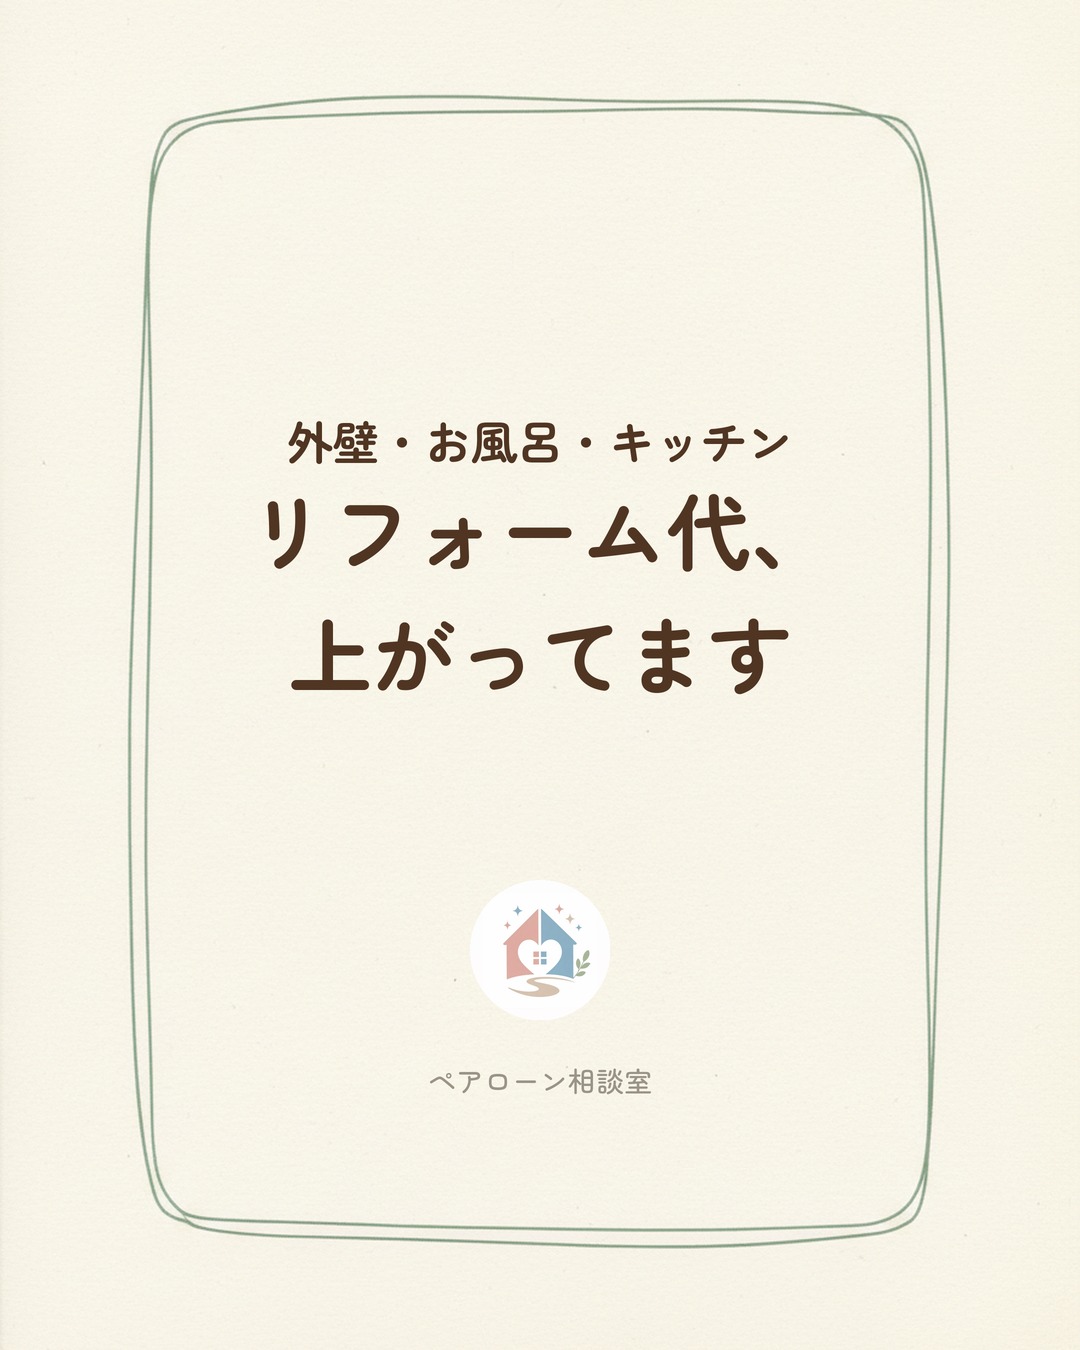 外壁・お風呂・キッチン
リフォーム代、
上がってます
ペアローン相談室